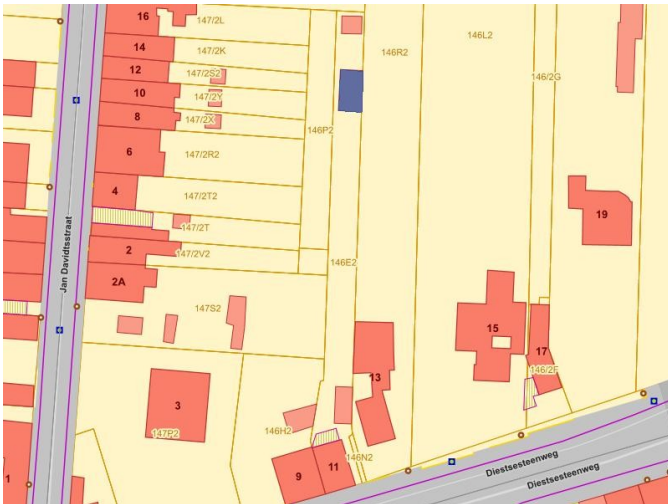 16
147/2L
14
147/2K
146R2
146L2
12
147/2S2
146/2G
10
147/2Y
8
147/2X
146P2
6
147/2R2
4
147/2T2
19
147/2T
2
147/2V2
146E2
2A
Jan Davidtsstraat
147S2
15
17
146/2F
13
3
147P2
146H2
146N2
9
11
1
Diestsesteenweg
Diestsesteenweg